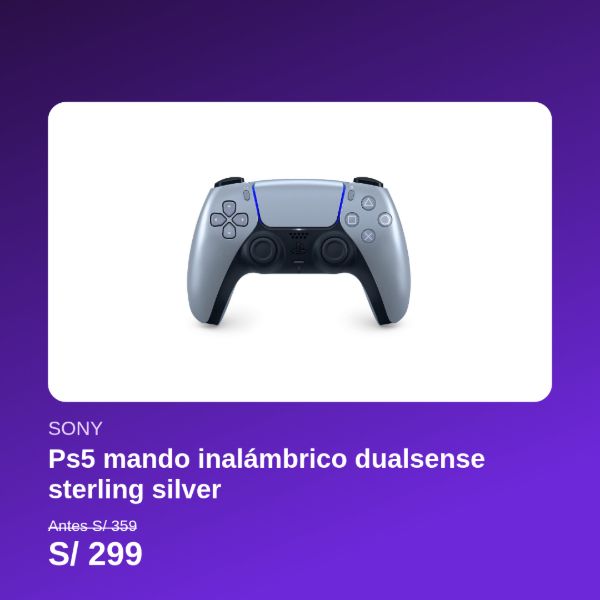 SONY
Ps5 mando inalámbrico dualsense
sterling silver
Antes S/ 359
S/ 299